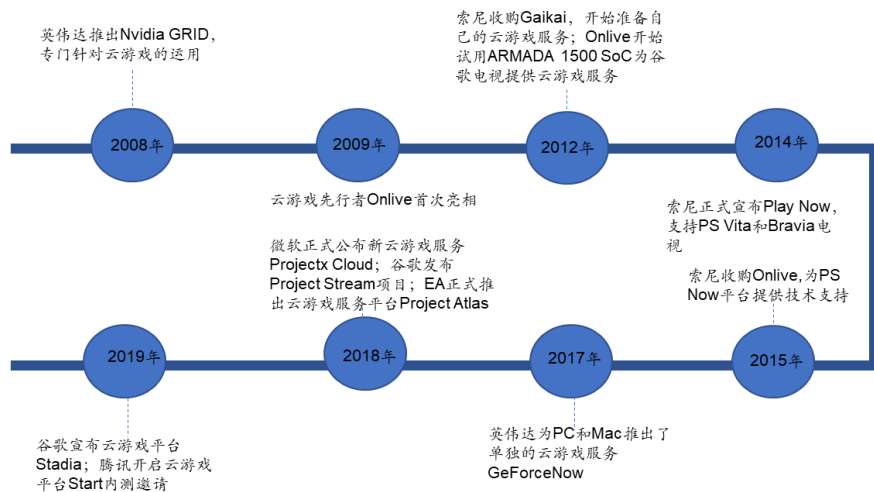 英伟达推出Nvidia GRID，
专门针对云游戏的运用
索尼收购Gaikai，开始准备自
己的云游戏服务；Onlive开始
试用ARMADA 1500 SoC为谷
歌电视提供云游戏服务
2008年
2009年
2012年
2014年
云游戏先行者Onlive首次亮相
索尼正式宣布Play Now，
支持PS Vita和Bravia电
视
微软正式公布新云游戏服务
Projectx Cloud；谷歌发布
Project Stream项目；EA正式推
出云游戏服务平台Project Atlas
索尼收购Onlive,为PS
Now平台提供技术支持
2019年
2018年
2017年
2015年
谷歌宣布云游戏平台
Stadia；腾讯开启云游戏
平台Start内测邀请
英伟达为PC和Mac推出了
单独的云游戏服务
GeForceNow